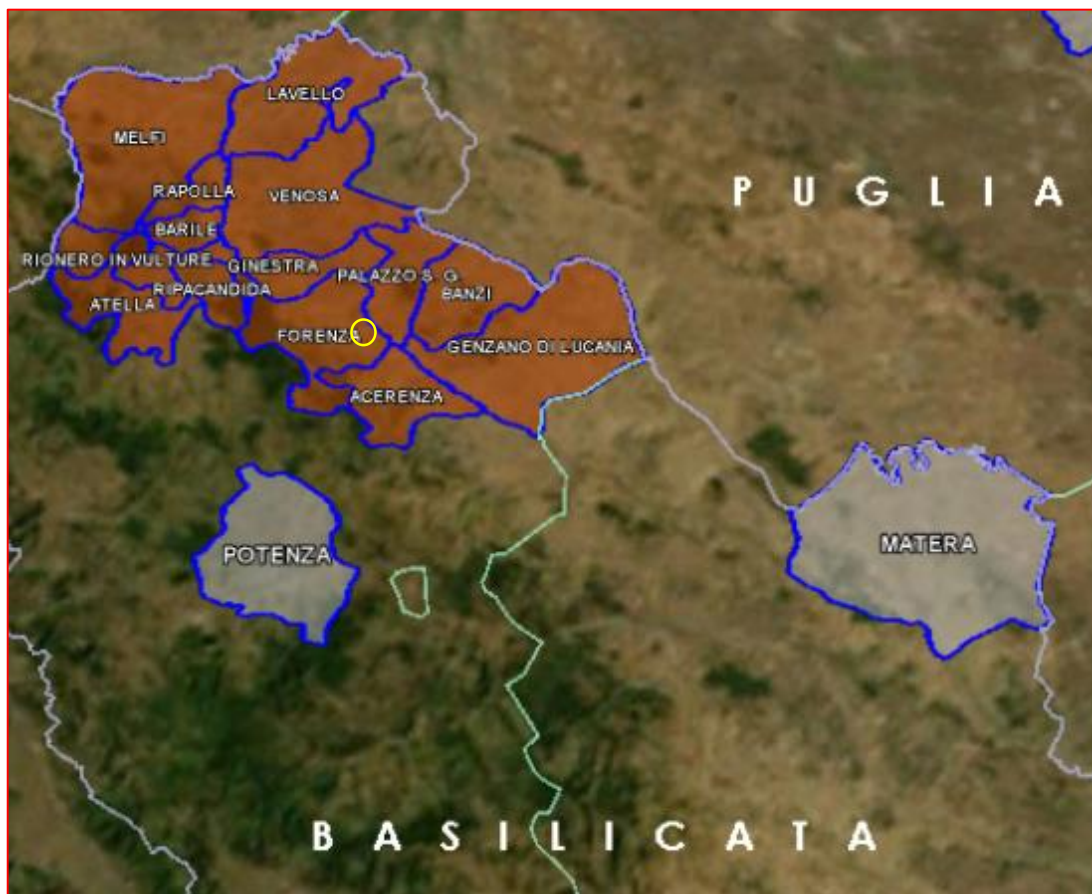 LAVELLO
MELFI
RAPOLLA
VENOSA
PUGLIA
BARILE
RIONERO IN VULTURE
GINESTRA
PALAZZO S. G.
RIPACANDIDA
BANZI
ATELLA
FORENZA
GENZANO DI LUCANIA
ACERENZA
POTENZA
MATERA
BASILICATA